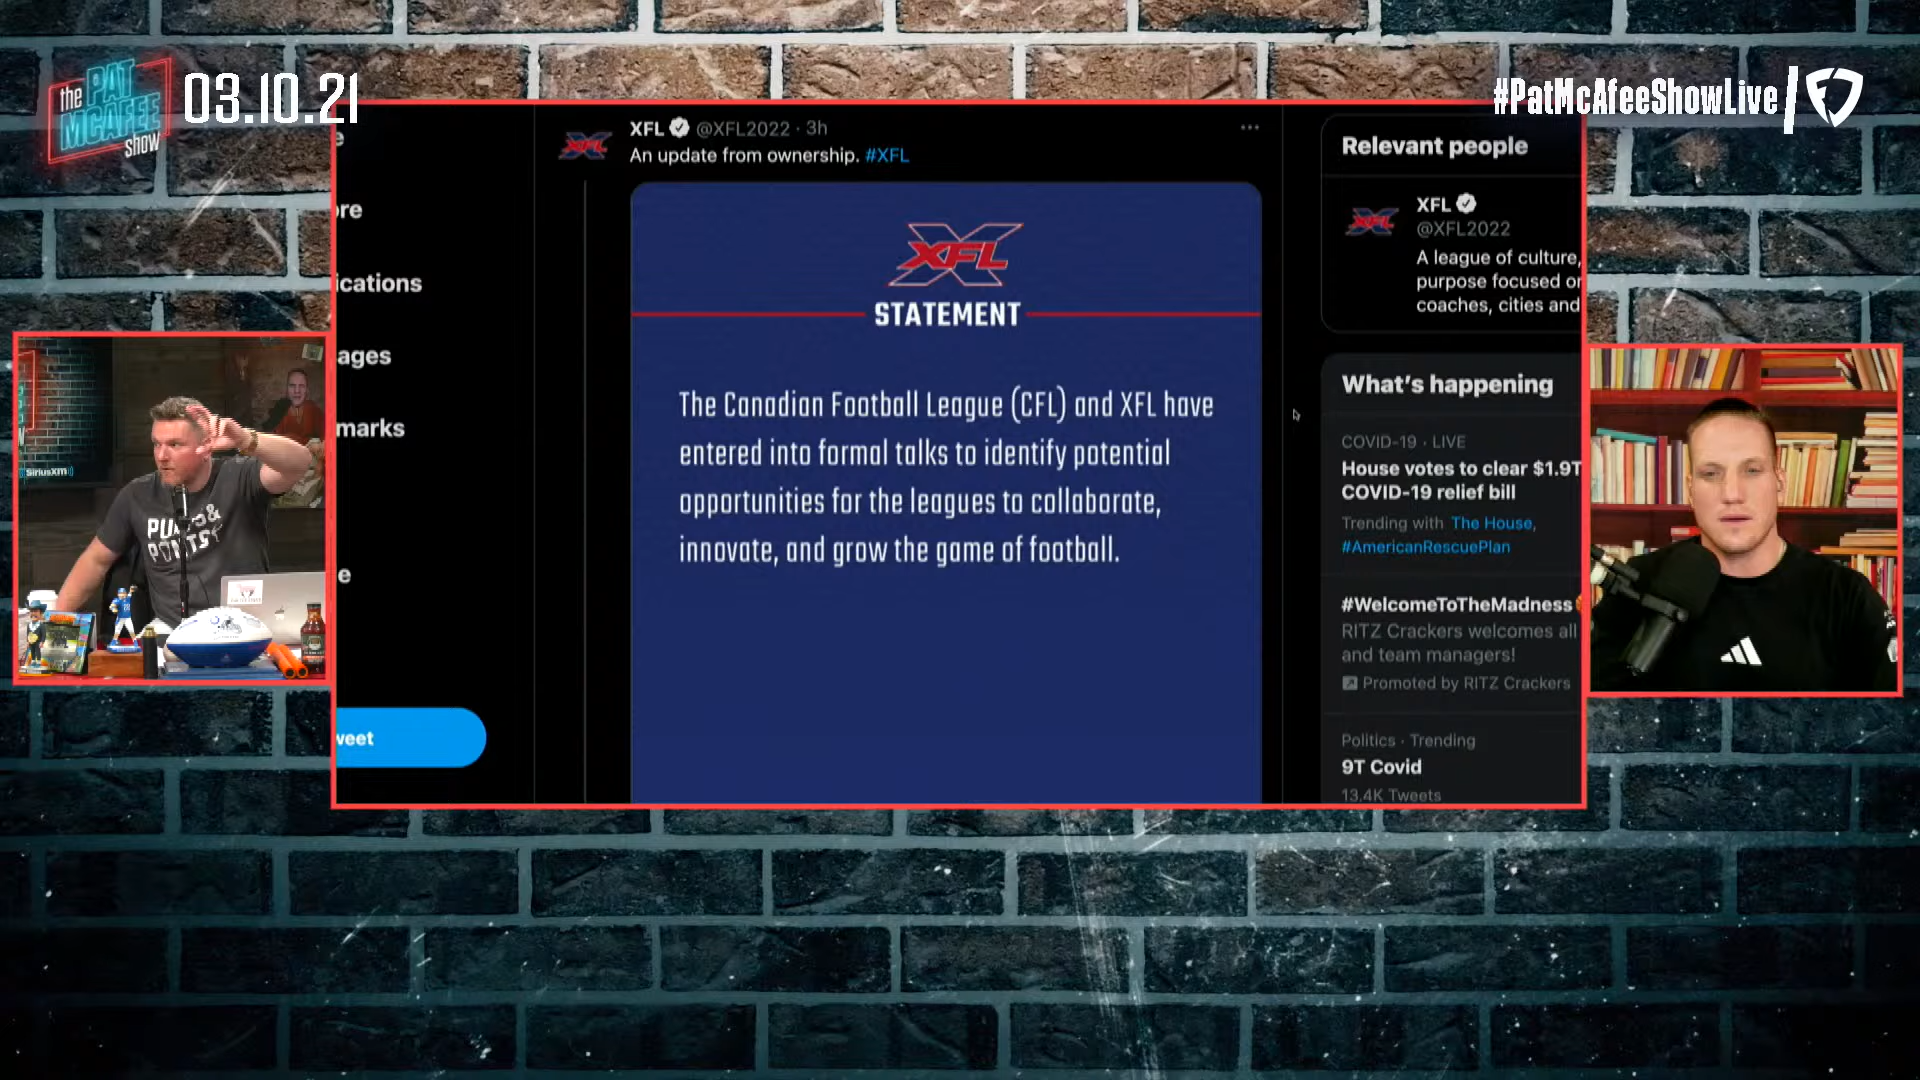 the
PAT
MCAFEE
show
03.10.21
#PatMcAfeeShowLive
XFL @XFL2022 · 3h
An update from ownership. #XFL
XFL
STATEMENT
The Canadian Football League (CFL) and XFL have
entered into formal talks to identify potential
opportunities for the leagues to collaborate,
innovate, and grow the game of football.
e
ore
ications
ages
marks
e
weet
Relevant people
XFL
@XFL2022
A league of culture,
purpose focused on
coaches, cities and
What's happening
COVID-19 · LIVE
House votes to clear $1.9T
COVID-19 relief bill
Trending with The House,
#AmericanRescuePlan
#WelcomeToTheMadness
RITZ Crackers welcomes all
and team managers!
Promoted by RITZ Crackers
Politics · Trending
9T Covid
13.4K Tweets
SiriusXM
PUNTS &
PONTS